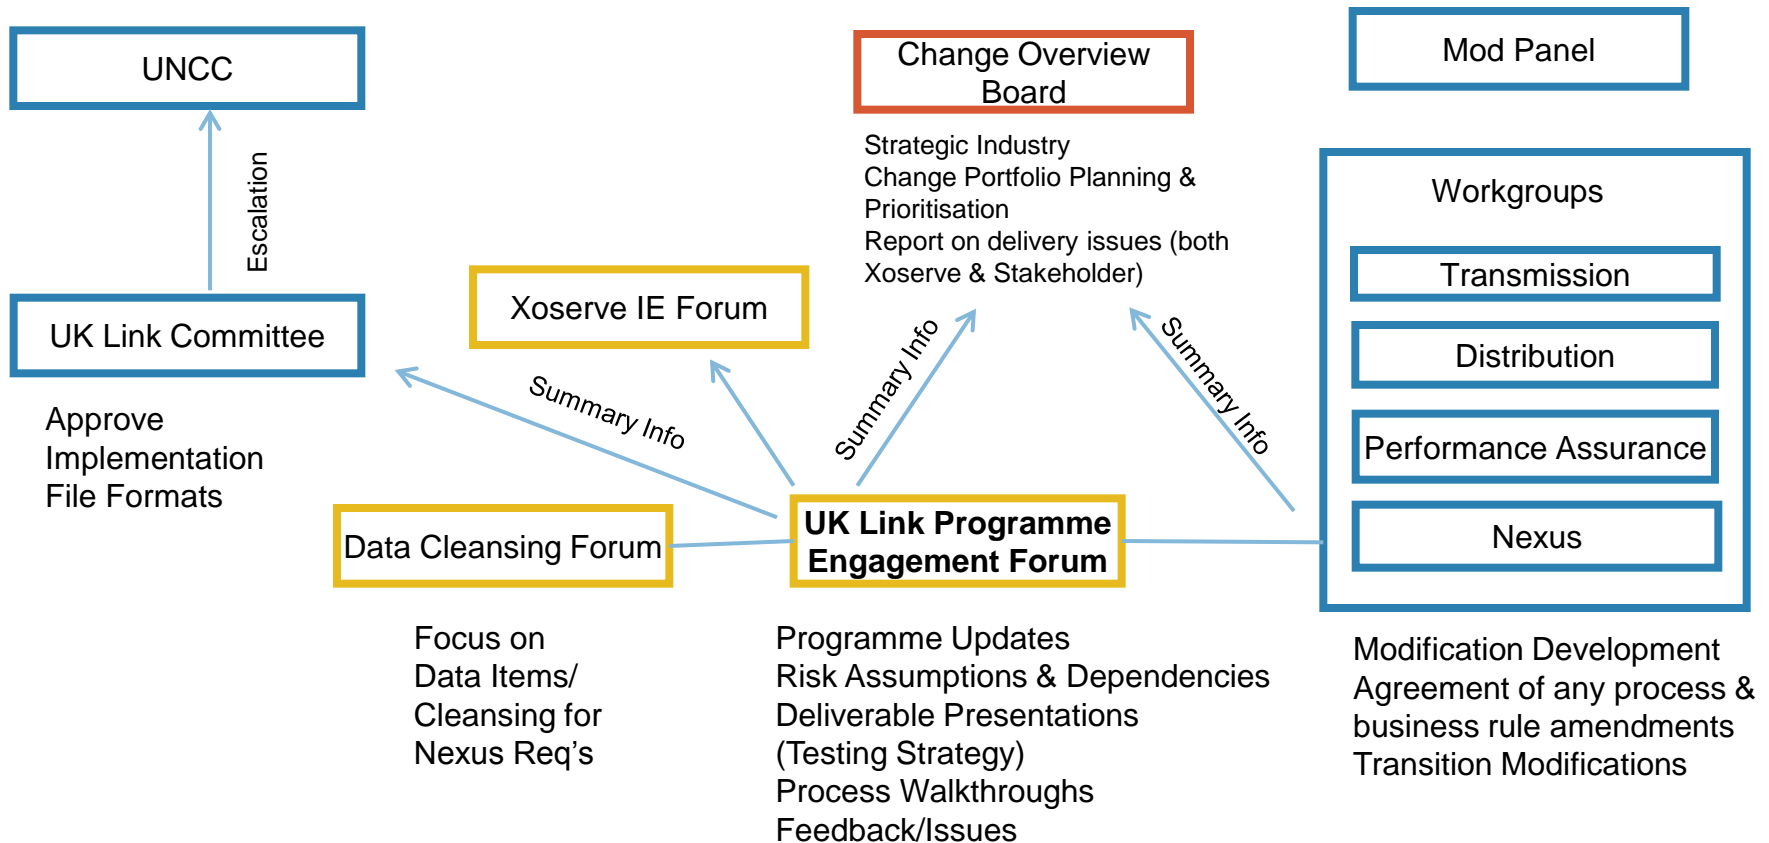 UNCC
Escalation
UK Link Committee
Approve
Implementation
File Formats
Xoserve IE Forum
Summary Info
Data Cleansing Forum
Focus on
Data Items/
Cleansing for
Nexus Req’s
Change Overview
Board
Strategic Industry
Change Portfolio Planning &
Prioritisation
Report on delivery issues (both
Xoserve & Stakeholder)
Summary Info
Summary Info
UK Link Programme
Engagement Forum
Programme Updates
Risk Assumptions & Dependencies
Deliverable Presentations
(Testing Strategy)
Process Walkthroughs
Feedback/Issues
Mod Panel
Workgroups
Transmission
Distribution
Performance Assurance
Nexus
Modification Development
Agreement of any process &
business rule amendments
Transition Modifications